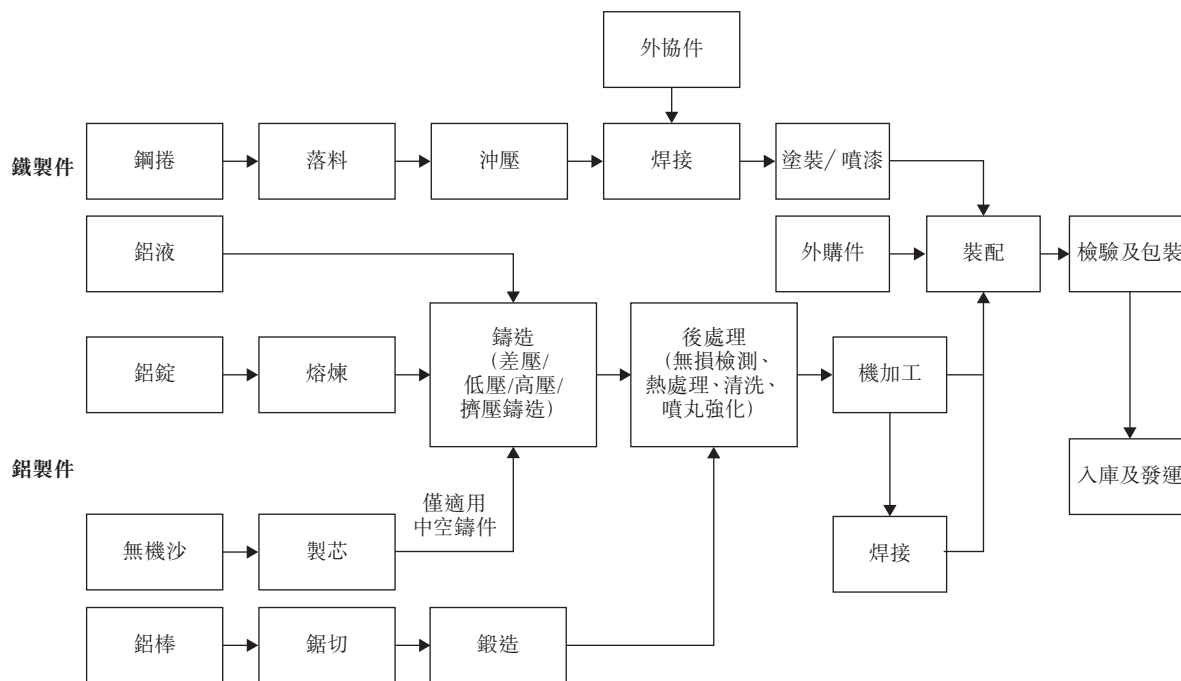 外協件
鐵製件
鋼捲
落料
沖壓
焊接
塗裝/噴漆
鋁液
外購件
裝配
檢驗及包裝
鋁錠
熔煉
鑄造
(差壓/
低壓/高壓/
擠壓鑄造)
後處理
(無損檢測、
熱處理、清洗、
噴丸強化)
機加工
鋁製件
入庫及發運
僅適用
中空鑄件
無機沙
製芯
焊接
鋁棒
鋸切
鍛造